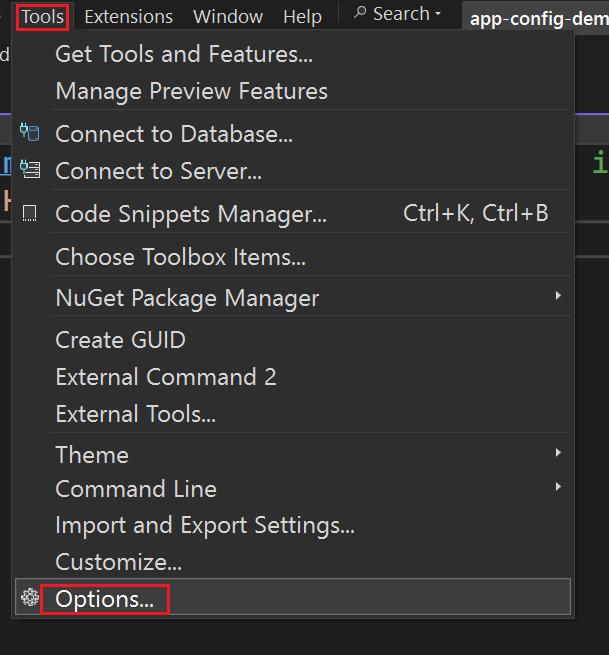 Tools Extensions Window Help Search app-config-dem
Get Tools and Features...
Manage Preview Features
Connect to Database...
Connect to Server...
Code Snippets Manager... Ctrl+K, Ctrl+B
Choose Toolbox Items...
NuGet Package Manager
Create GUID
External Command 2
External Tools...
Theme
Command Line
Import and Export Settings...
Customize...
Options...